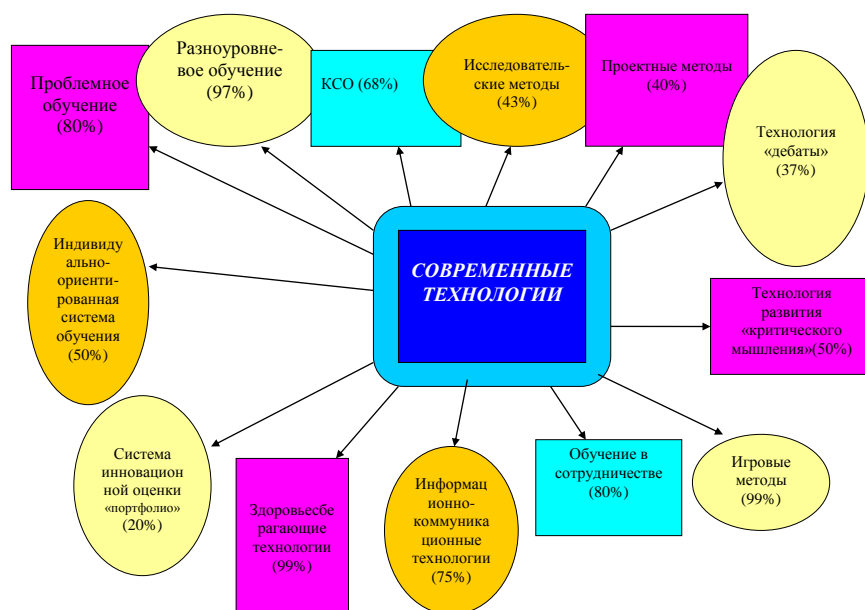 Проблемное
обучение
(80%)
Разноуровне-
вое обучение
(97%)
КСО (68%)
Исследователь-
ские методы
(43%)
Проектные методы
(40%)
Технология
«дебаты»
(37%)
Индивиду
ально-
ориенти-
рованная
система
обучения
(50%)
СОВРЕМЕННЫЕ
ТЕХНОЛОГИИ
Технология
развития
«критического
мышления»(50%)
Система
инновацион
ной оценки
«портфолио»
(20%)
Здоровьесбе
рагающие
технологии
(99%)
Информац
ионно-
коммуника
ционные
технологии
(75%)
Обучение в
сотрудничестве
(80%)
Игровые
методы
(99%)